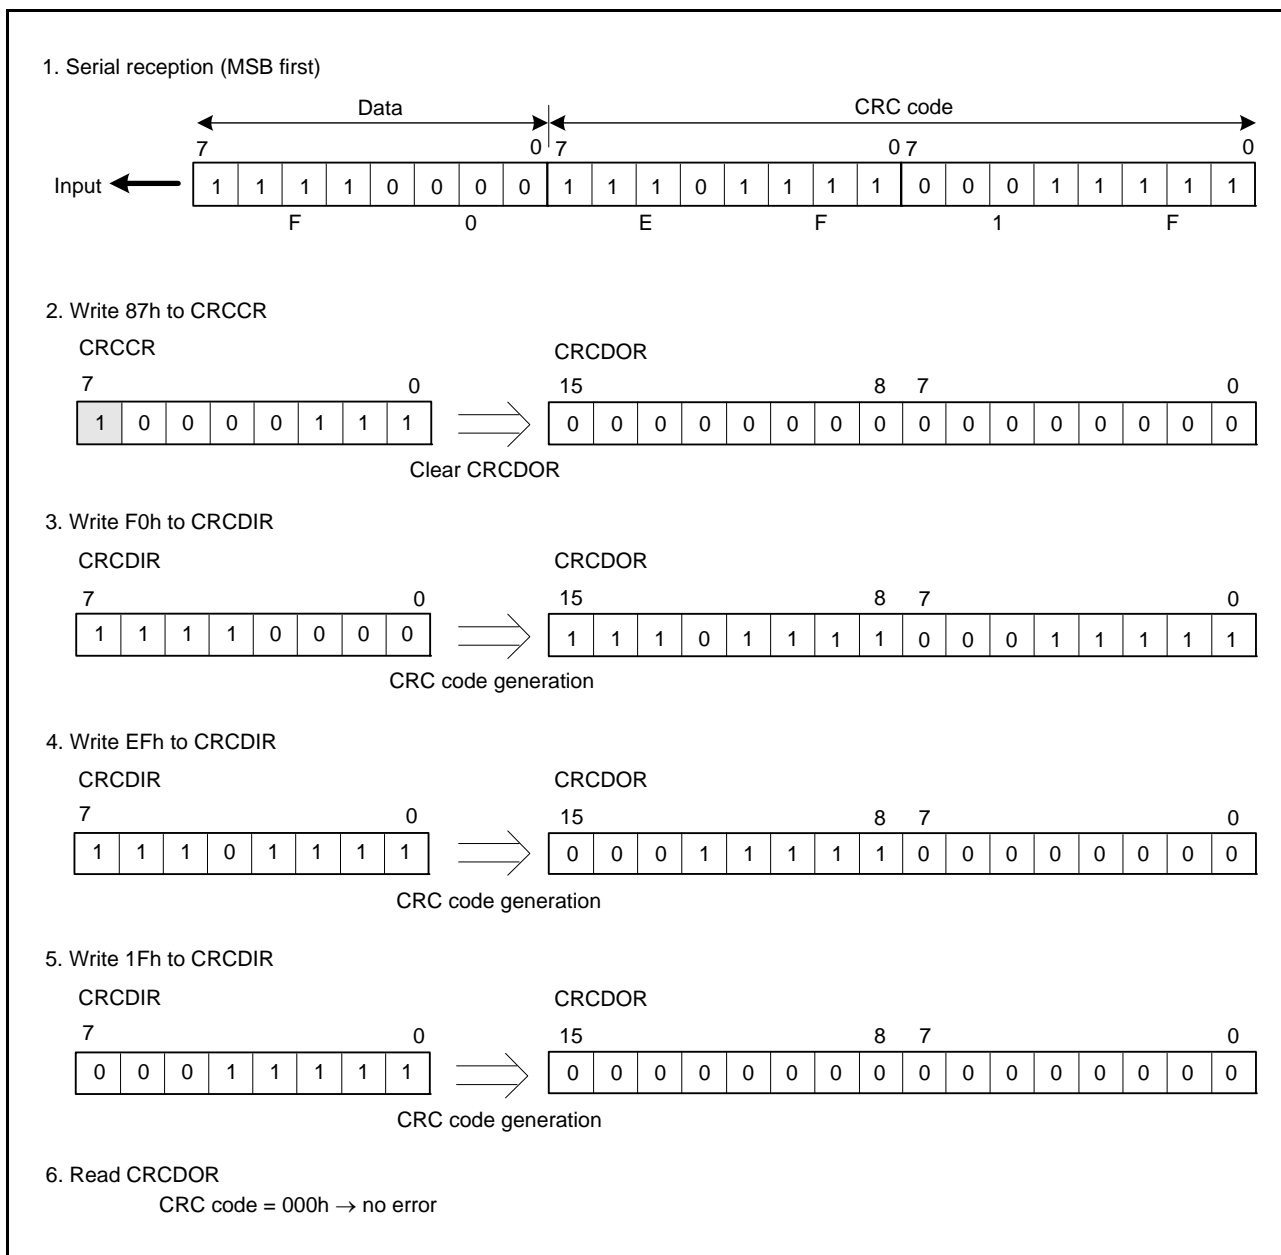 1. Serial reception (MSB first)
Data CRC code
7 0 7 0 7 0
Input 1 1 1 1 0 0 0 0 1 1 1 0 1 1 1 1 0 0 0 1 1 1 1 1
F 0 E F 1 F
2. Write 87h to CRCCR
CRCCR CRCDOR
7 0 15 8 7 0
1 0 0 0 0 1 1 1 0 0 0 0 0 0 0 0 0 0 0 0 0 0 0 0
Clear CRCDOR
3. Write F0h to CRCDIR
CRCDIR CRCDOR
7 0 15 8 7 0
1 1 1 1 0 0 0 0 1 1 1 0 1 1 1 1 0 0 0 1 1 1 1 1
CRC code generation
4. Write EFh to CRCDIR
CRCDIR CRCDOR
7 0 15 8 7 0
1 1 1 0 1 1 1 1 0 0 0 1 1 1 1 1 0 0 0 0 0 0 0 0
CRC code generation
5. Write 1Fh to CRCDIR
CRCDIR CRCDOR
7 0 15 8 7 0
0 0 0 1 1 1 1 1 0 0 0 0 0 0 0 0 0 0 0 0 0 0 0 0
CRC code generation
6. Read CRCDOR
CRC code = 000h → no error